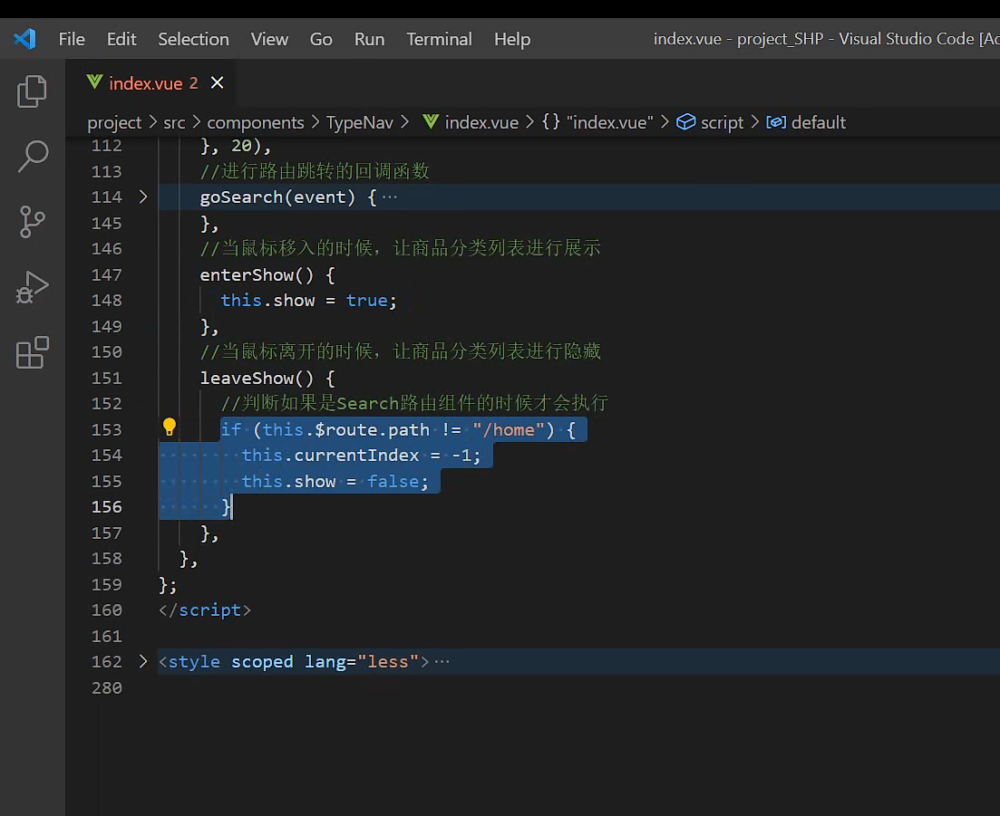 File Edit Selection View Go Run Terminal Help index.vue - project_SHP - Visual Studio Code [Ac
index.vue 2 ×
project > src > components > TypeNav > index.vue > {} "index.vue" > script > default
112 }, 20),
113 //进行路由跳转的回调函数
114 > goSearch(event) {···
145 },
146 //当鼠标移入的时候，让商品分类列表进行展示
147 enterShow() {
148 this.show = true;
149 },
150 //当鼠标离开的时候，让商品分类列表进行隐藏
151 leaveShow() {
152 //判断如果是Search路由组件的时候才会执行
153 if (this.$route.path != "/home") {
154 this.currentIndex = -1;
155 this.show = false;
156 }
157 },
158 },
159 };
160 </script>
161
162 > <style scoped lang="less">···
280